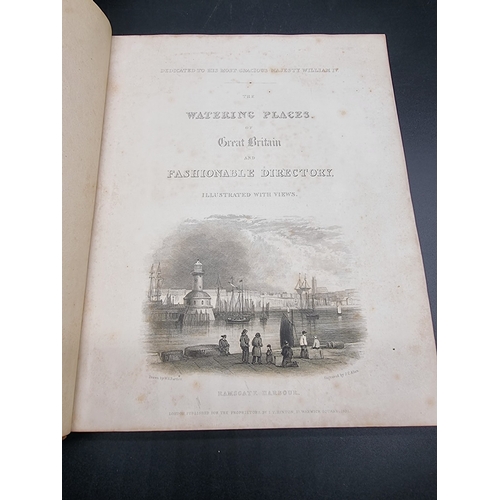 DEDICATED TO HIS MOST GRACIOUS MAJESTY WILLIAM IV
THE
WATERING PLACES,
OF
Great Britain
AND
FASHIONABLE DIRECTORY,
ILLUSTRATED WITH VIEWS.
RAMSGATE HARBOUR.